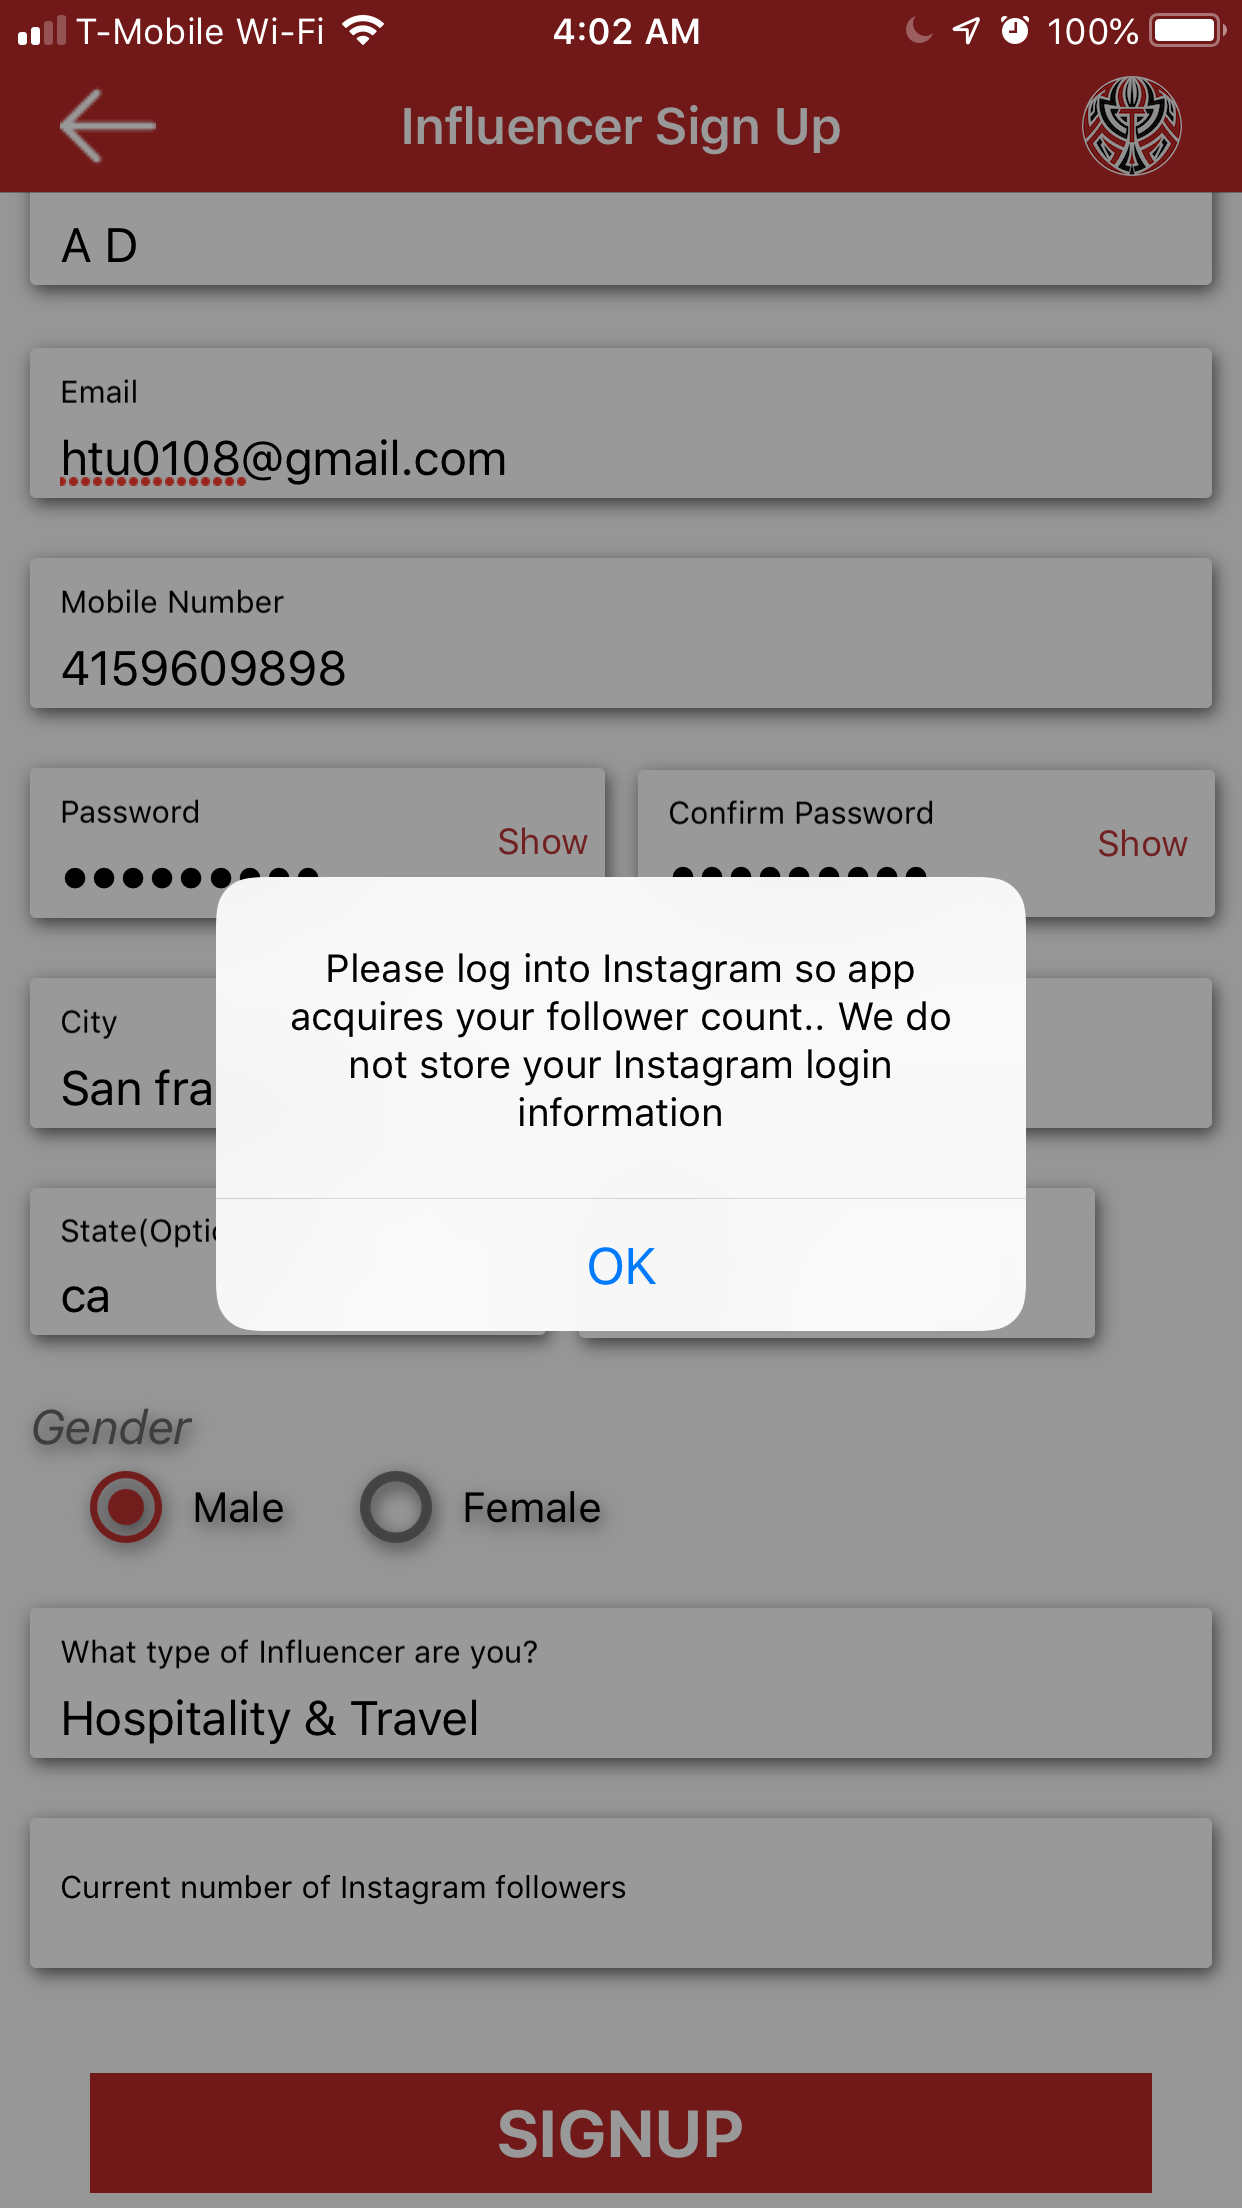 T-Mobile Wi-Fi 4:02 AM 100%
Influencer Sign Up
A D
Email
htu0108@gmail.com
Mobile Number
4159609898
Password
Show
Confirm Password
Show
Please log into Instagram so app
acquires your follower count.. We do
not store your Instagram login
information
OK
City
San fra
State(Optio
ca
Gender
Male
Female
What type of Influencer are you?
Hospitality & Travel
Current number of Instagram followers
SIGNUP